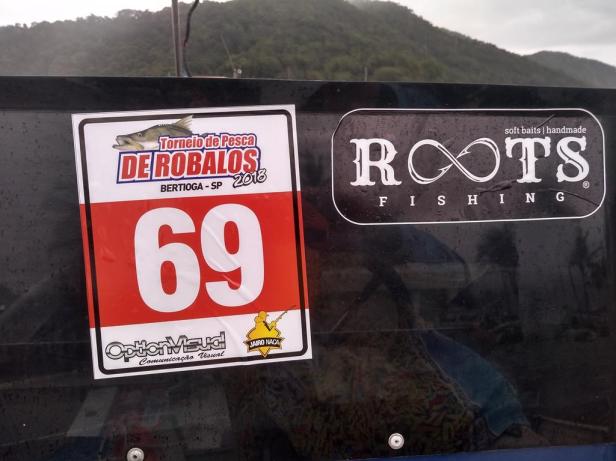 Torneio de Pesca
DE ROBALOS
2018
BERTIOGA - SP
69
OptionVisual
Comunicação Visual
JAIRO NACA
soft baits | handmade
ROOTS
®
FISHING